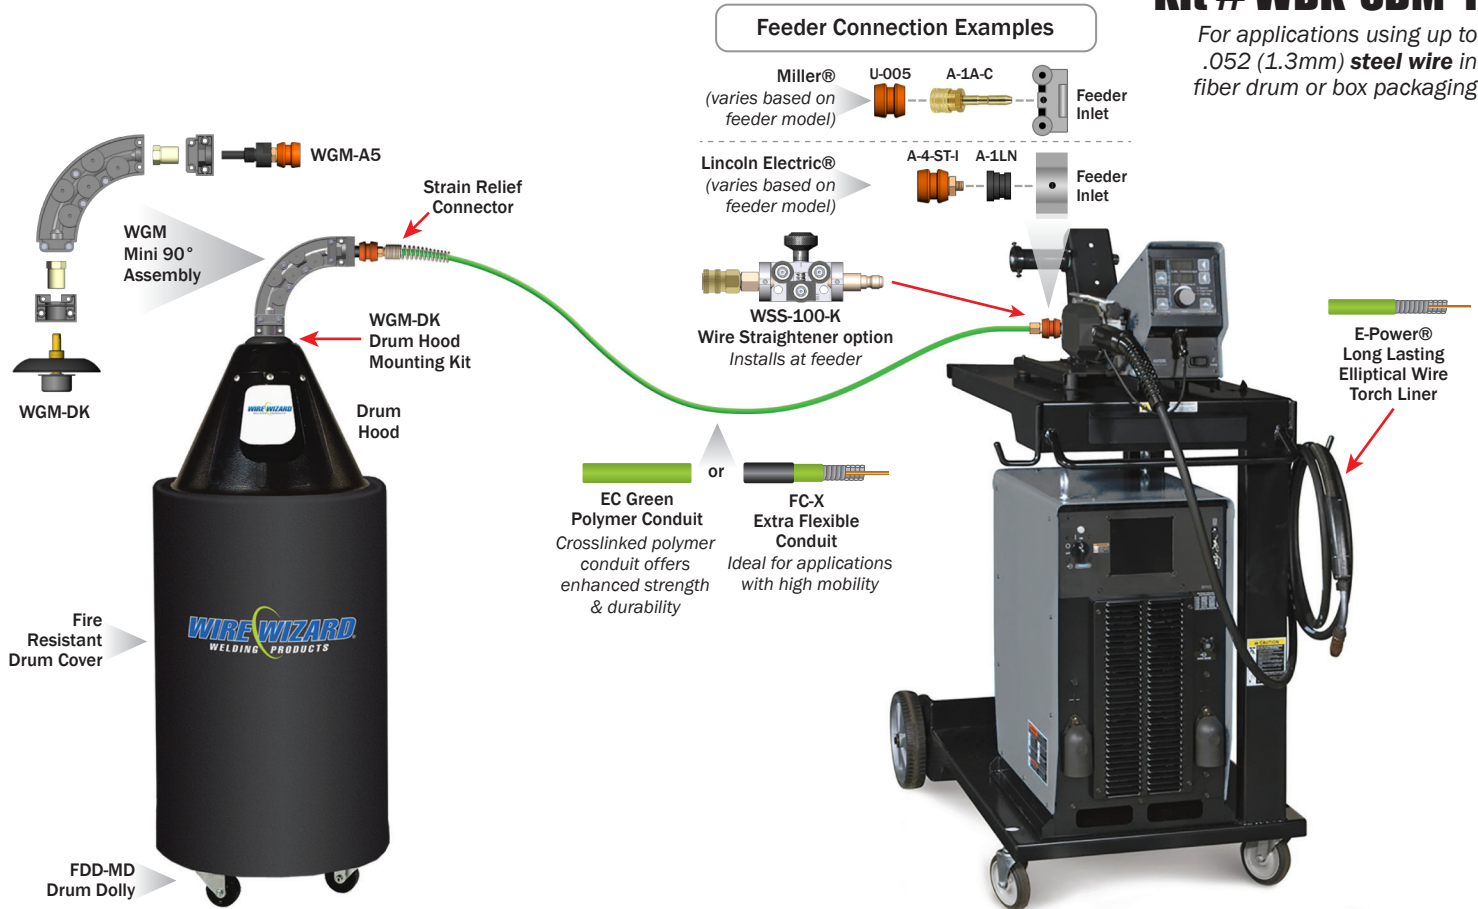 Feeder Connection Examples
For applications using up to
.052 (1.3mm) steel wire in
fiber drum or box packaging
Miller®
(varies based on
feeder model)
U-005
A-1A-C
Feeder
Inlet
Lincoln Electric®
(varies based on
feeder model)
A-4-ST-I
A-1LN
Feeder
Inlet
WGM-A5
Strain Relief
Connector
WGM
Mini 90°
Assembly
WGM-DK
Drum Hood
Mounting Kit
WGM-DK
Drum
Hood
WSS-100-K
Wire Straightener option
Installs at feeder
E-Power®
Long Lasting
Elliptical Wire
Torch Liner
EC Green
Polymer Conduit
Crosslinked polymer
conduit offers
enhanced strength
& durability
or
FC-X
Extra Flexible
Conduit
Ideal for applications
with high mobility
WIRE WIZARD
Fire
Resistant
Drum Cover
WIRE WIZARD®
WELDING PRODUCTS
FDD-MD
Drum Dolly
CAUTION